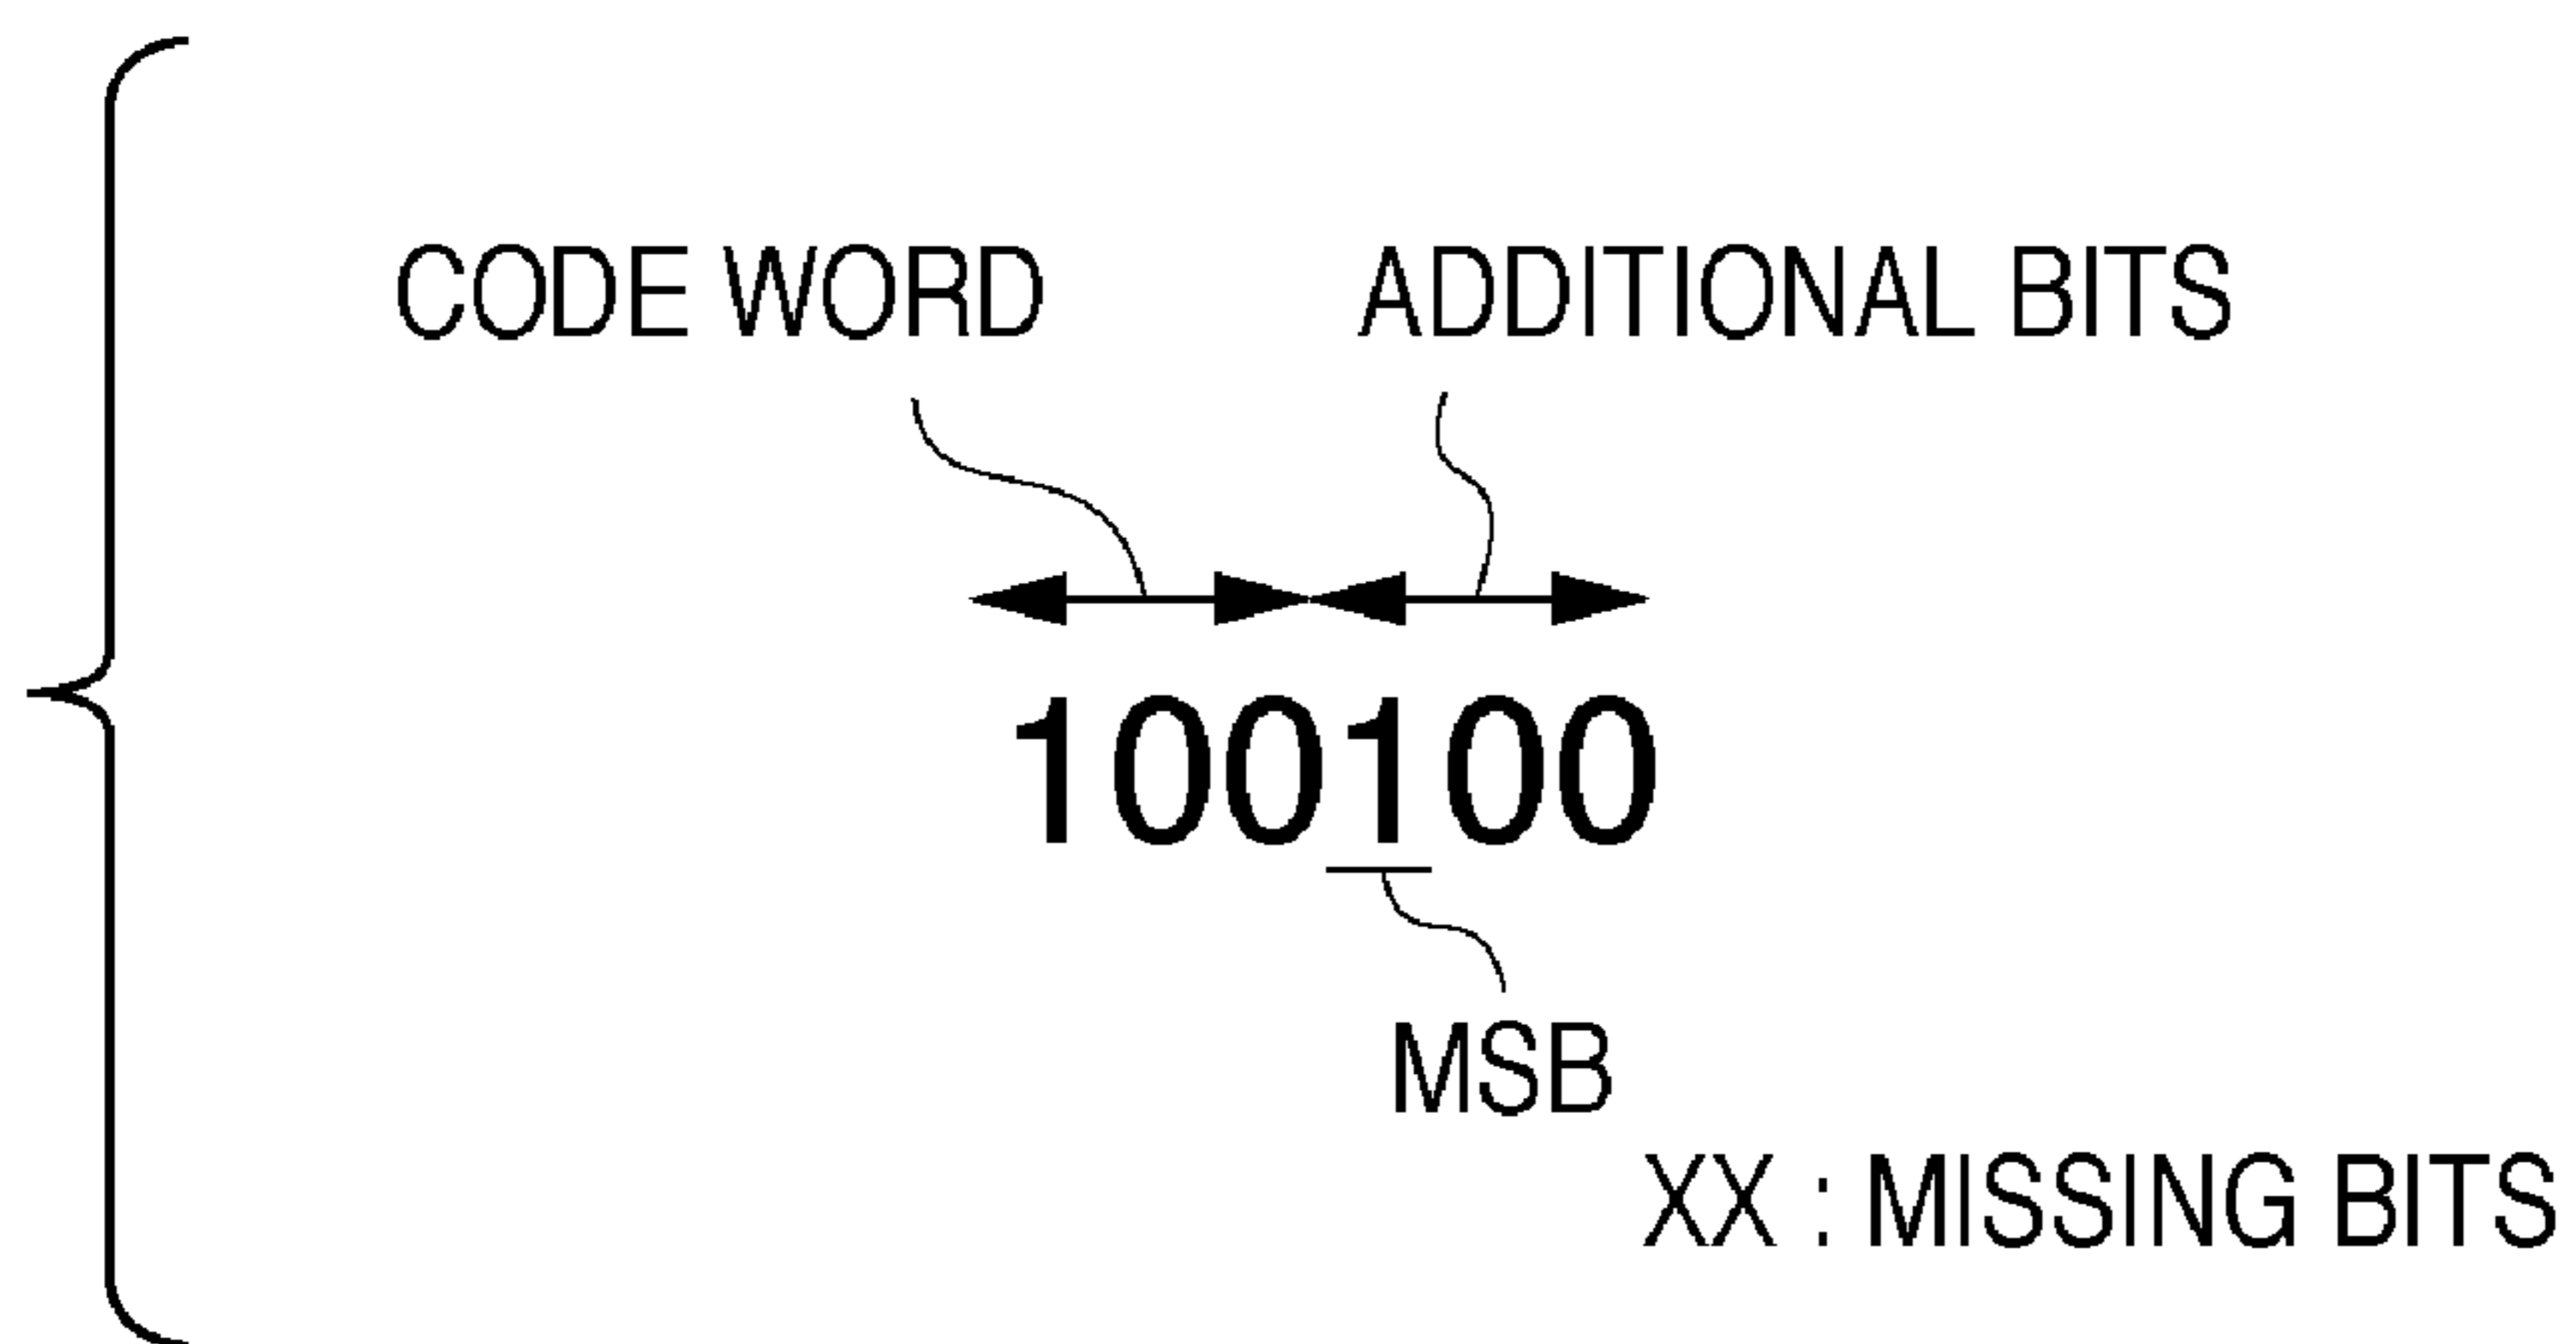 CODE WORD ADDITIONAL BITS
100100
MSB
XX : MISSING BITS